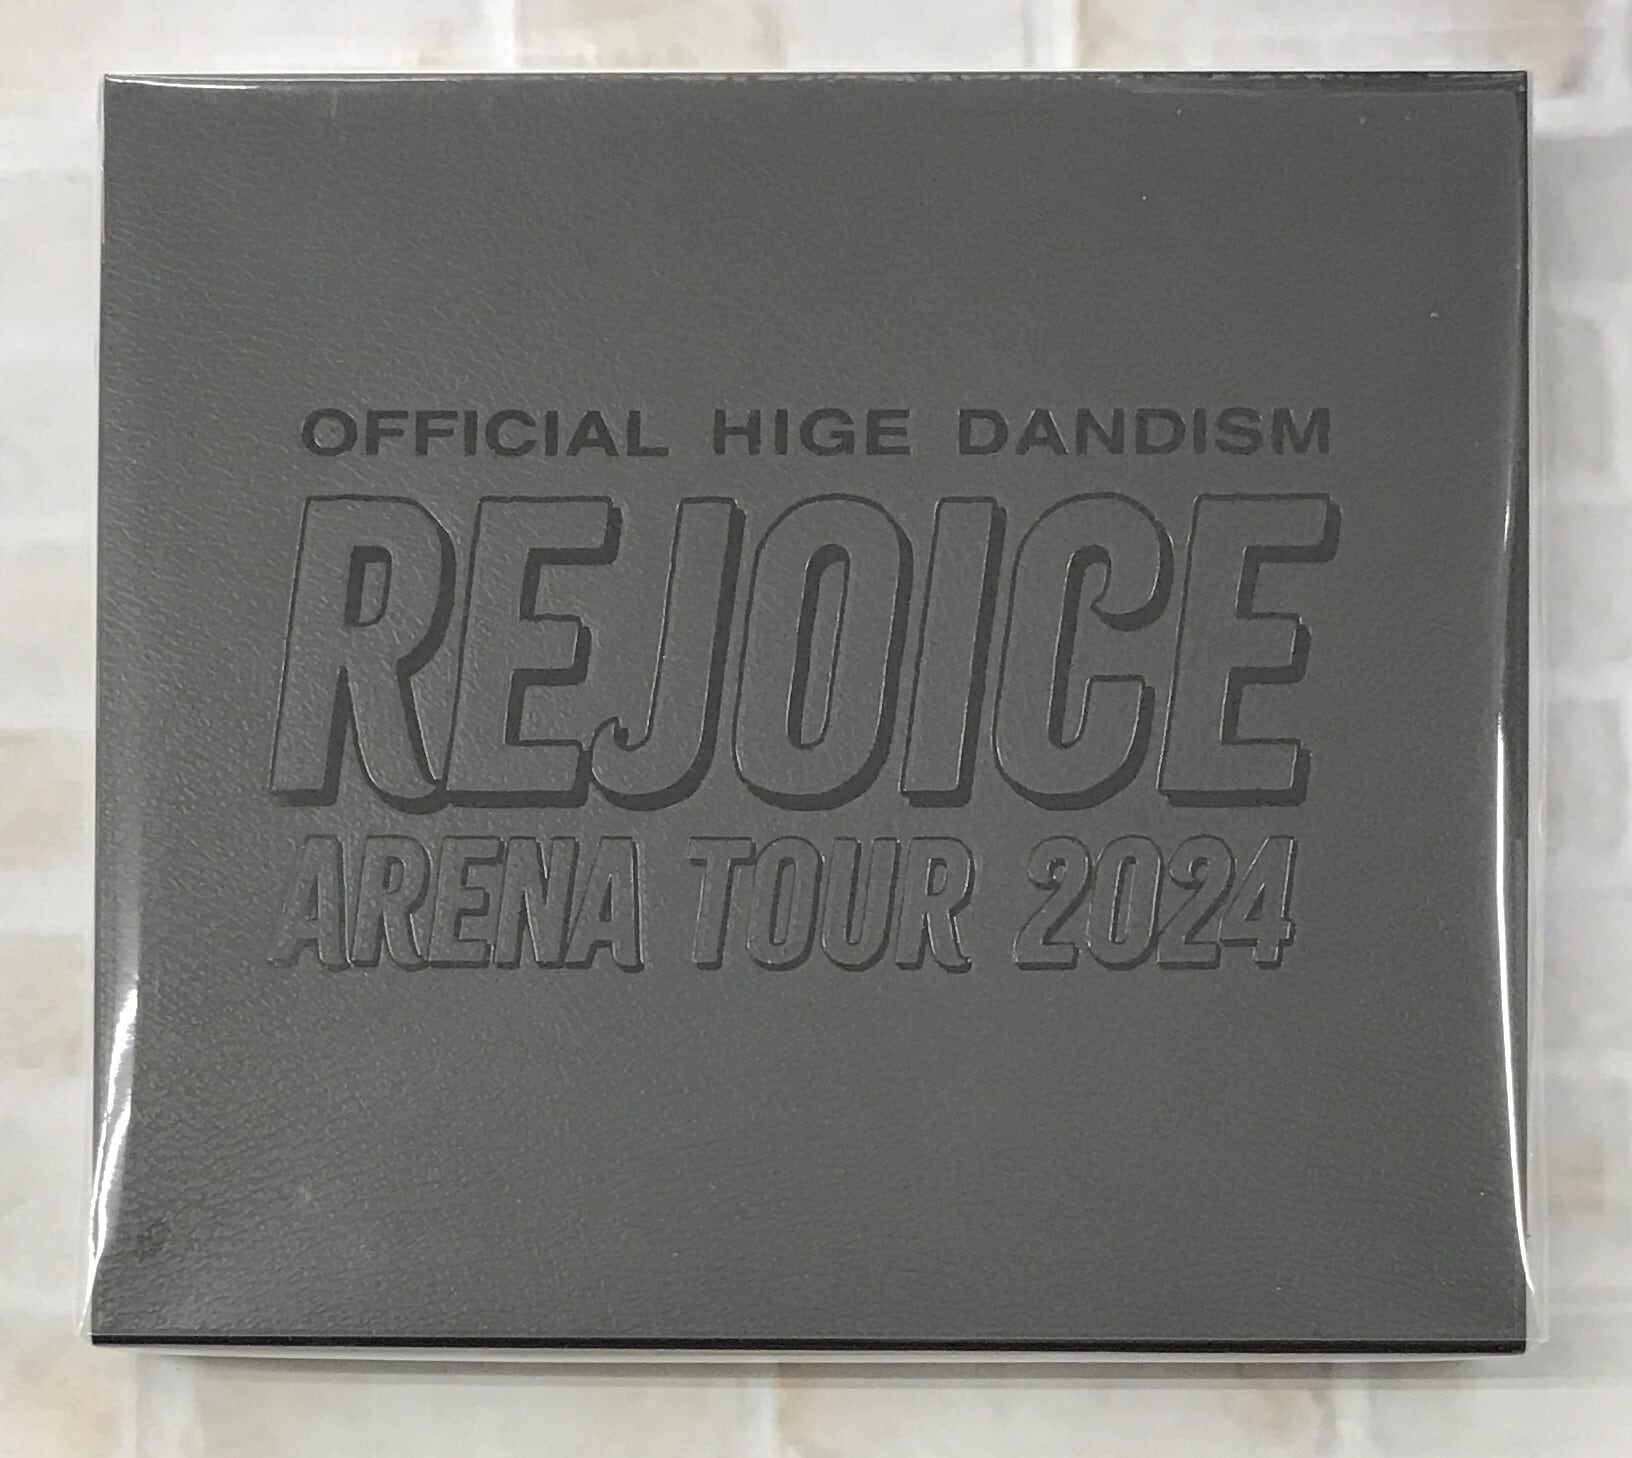 OFFICIAL HIGE DANDISM
REJOICE
ARENA TOUR 2024